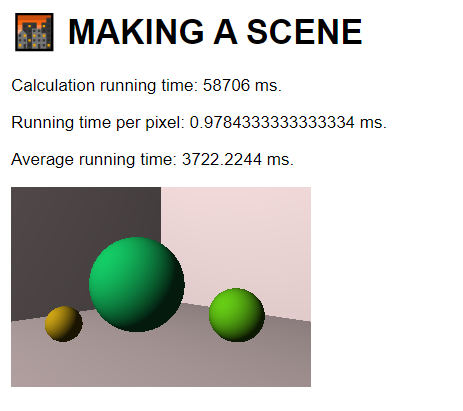 MAKING A SCENE
Calculation running time: 58706 ms.
Running time per pixel: 0.9784333333333334 ms.
Average running time: 3722.2244 ms.